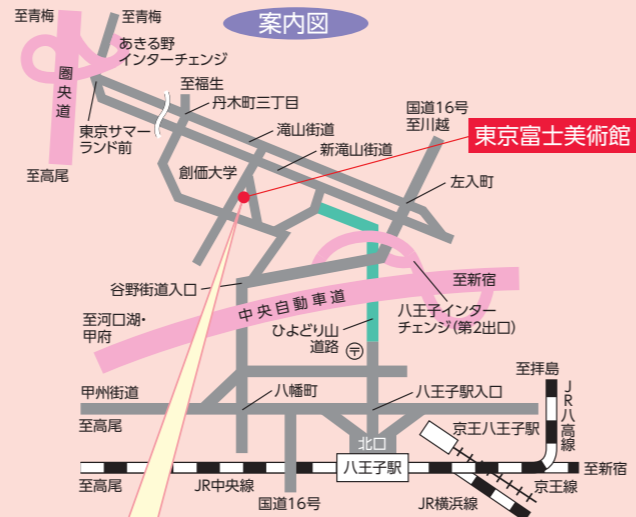 案内図
至青梅
至青梅
あきる野
インターチェンジ
圏央道
至福生
丹木町三丁目
国道16号
至川越
東京サマー
ランド前
滝山街道
東京富士美術館
新滝山街道
創価大学
至高尾
左入町
至新宿
谷野街道入口
中央自動車道
八王子インター
チェンジ(第2出口)
至河口湖・
甲府
ひよどり山
道路
〒
至拝島
甲州街道
八幡町
八王子駅入口
JR八高線
至高尾
京王八王子駅
北口
八王子駅
至新宿
至高尾
JR中央線
京王線
国道16号
JR横浜線